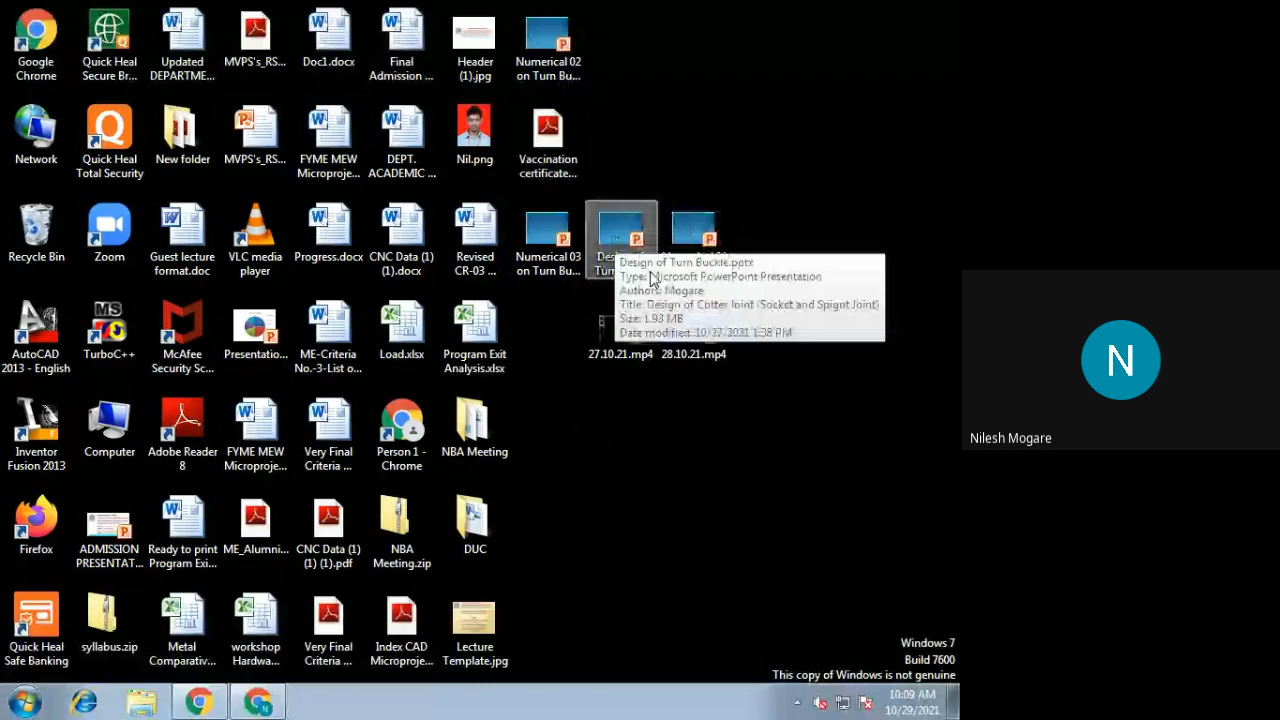 Google
Chrome
Quick Heal
Secure Br...
Updated
DEPARTME...
MVPS's_RS...
Doc1.docx
Final
Admission ...
Header
(1).jpg
Numerical 02
on Turn Bu...
Network
Quick Heal
Total Security
New folder
MVPS's_RS...
FYME MEW
Microproje...
DEPT.
ACADEMIC ...
Nil.png
Vaccination
certificate...
Recycle Bin
Zoom
Guest lecture
format.doc
VLC media
player
Progress.docx
CNC Data (1)
(1).docx
Revised
CR-03 ...
Numerical 03
on Turn Bu...
Design of Turn Buckle.pptx
Type: Microsoft PowerPoint Presentation
Authors: Mogare
Title: Design of Cotter Joint (Socket and Spigot Joint)
Size: 1.93 MB
Date modified: 10/27/2021 1:38 PM
AutoCAD
2013 - English
TurboC++
McAfee
Security Sc...
Presentatio...
ME-Criteria
No.-3-List o...
Load.xlsx
Program Exit
Analysis.xlsx
27.10.21.mp4
28.10.21.mp4
Inventor
Fusion 2013
Computer
Adobe Reader
8
FYME MEW
Microproje...
Very Final
Criteria ...
Person 1 -
Chrome
NBA Meeting
Firefox
ADMISSION
PRESENTAT...
Ready to print
Program Exi...
ME_Alumni...
CNC Data (1)
(1) (1).pdf
NBA
Meeting.zip
DUC
Quick Heal
Safe Banking
syllabus.zip
Metal
Comparativ...
workshop
Hardwa...
Very Final
Criteria ...
Index CAD
Microproje...
Lecture
Template.jpg
N
Nilesh Mogare
Windows 7
Build 7600
This copy of Windows is not genuine
10:09 AM
10/29/2021